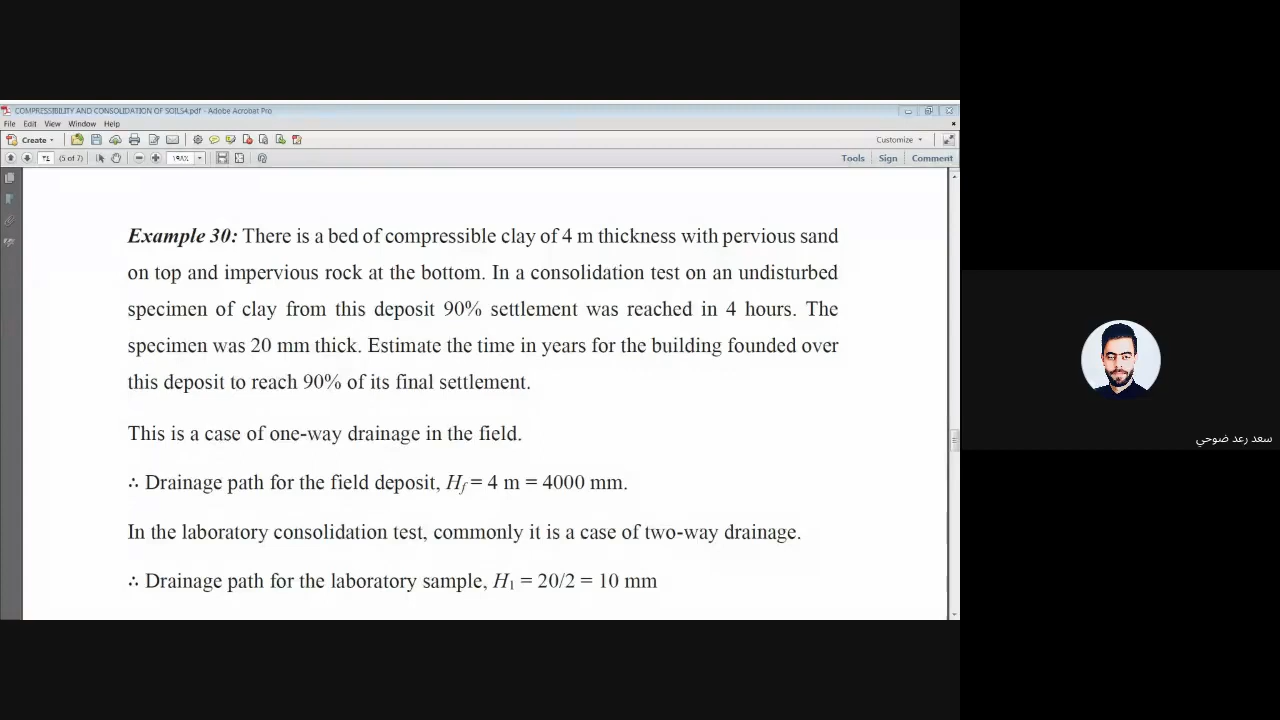 COMPRESSIBILITY AND CONSOLIDATION OF SOILS4.pdf - Adobe Acrobat Pro
File Edit View Window Help
Create Customize
٣٤ (5 of 7) ١٩٨% Tools Sign Comment
Example 30: There is a bed of compressible clay of 4 m thickness with pervious sand
on top and impervious rock at the bottom. In a consolidation test on an undisturbed
specimen of clay from this deposit 90% settlement was reached in 4 hours. The
specimen was 20 mm thick. Estimate the time in years for the building founded over
this deposit to reach 90% of its final settlement.
This is a case of one-way drainage in the field.
∴ Drainage path for the field deposit, Hf = 4 m = 4000 mm.
In the laboratory consolidation test, commonly it is a case of two-way drainage.
∴ Drainage path for the laboratory sample, H₁ = 20/2 = 10 mm
سعد رعد ضوحي